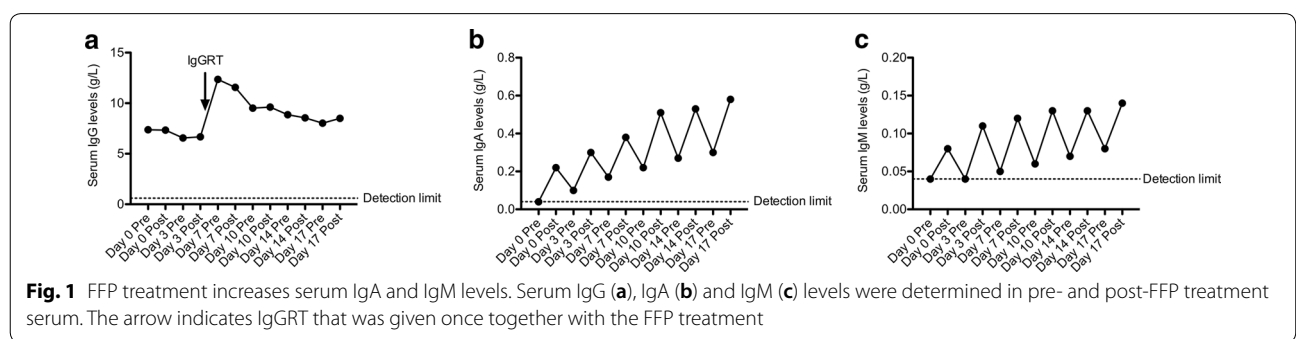 a
IgGRT
Serum IgG levels (g/L)
15
10
5
0
Detection limit
Day 0 Pre
Day 0 Post
Day 3 Pre
Day 3 Post
Day 7 Pre
Day 7 Post
Day 10 Pre
Day 10 Post
Day 14 Pre
Day 14 Post
Day 17 Pre
Day 17 Post
b
Serum IgA levels (g/L)
0.8
0.6
0.4
0.2
0.0
Detection limit
Day 0 Pre
Day 0 Post
Day 3 Pre
Day 3 Post
Day 7 Pre
Day 7 Post
Day 10 Pre
Day 10 Post
Day 14 Pre
Day 14 Post
Day 17 Pre
Day 17 Post
c
Serum IgM levels (g/L)
0.20
0.15
0.10
0.05
0.00
Detection limit
Day 0 Pre
Day 0 Post
Day 3 Pre
Day 3 Post
Day 7 Pre
Day 7 Post
Day 10 Pre
Day 10 Post
Day 14 Pre
Day 14 Post
Day 17 Pre
Day 17 Post
Fig. 1 FFP treatment increases serum IgA and IgM levels. Serum IgG (a), IgA (b) and IgM (c) levels were determined in pre- and post-FFP treatment
serum. The arrow indicates IgGRT that was given once together with the FFP treatment